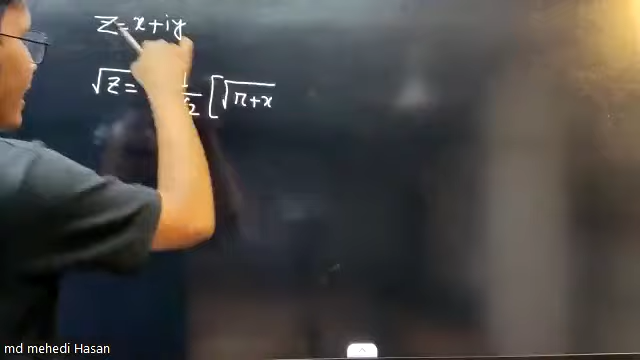 z = x + iy
√z = 1/√2 [√r+x
md mehedi Hasan